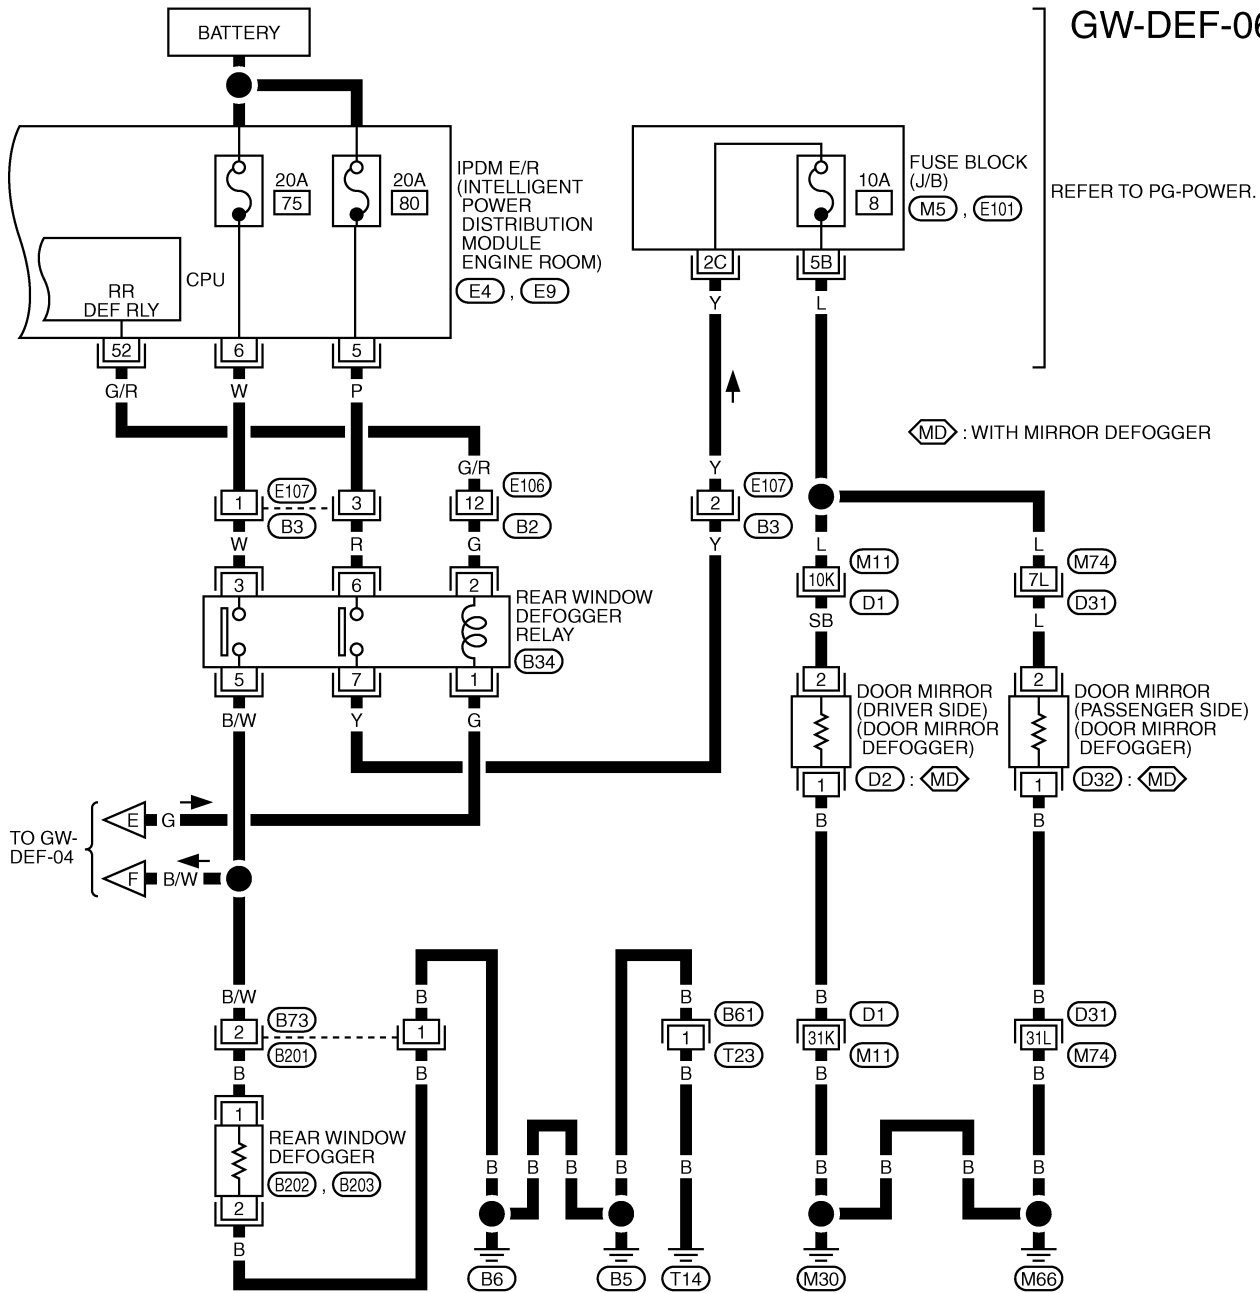 GW-DEF-06
BATTERY
20A
75
20A
80
IPDM E/R
(INTELLIGENT
POWER
DISTRIBUTION
MODULE
ENGINE ROOM)
E4 , E9
CPU
RR
DEF RLY
10A
8
FUSE BLOCK
(J/B)
M5 , E101
REFER TO PG-POWER.
2C 5B
Y L
52 6 5
G/R W P
MD : WITH MIRROR DEFOGGER
G/R Y
1 E107 3 12 E106 2 E107
B3 B2 B3
W R G Y L L
10K M11 7L M74
D1 D31
SB L
3 6 2
REAR WINDOW
DEFOGGER
RELAY
B34
5 7 1
B/W Y G
2 2
DOOR MIRROR
(DRIVER SIDE)
(DOOR MIRROR
DEFOGGER)
D2 : MD
1
DOOR MIRROR
(PASSENGER SIDE)
(DOOR MIRROR
DEFOGGER)
D32 : MD
1
B B
TO GW-
DEF-04
E G
F B/W
B/W B B B B
2 B73 1 1 B61 31K D1 31L D31
B201 T23 M11 M74
B B B B B
1
REAR WINDOW
DEFOGGER
B202 , B203
2
B
B B B B B B B B B
B6 B5 T14 M30 M66